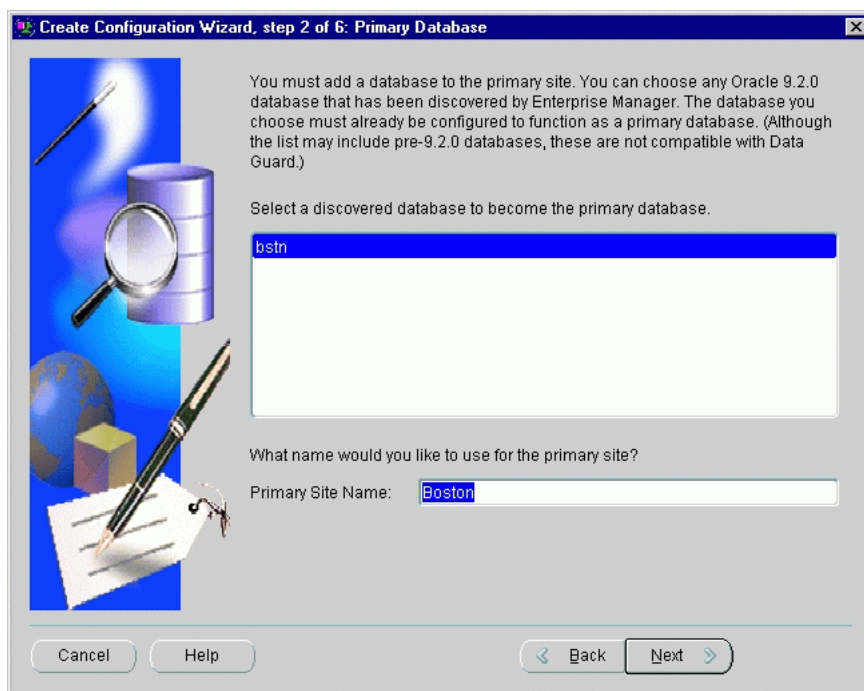 Create Configuration Wizard, step 2 of 6: Primary Database
You must add a database to the primary site. You can choose any Oracle 9.2.0
database that has been discovered by Enterprise Manager. The database you
choose must already be configured to function as a primary database. (Although
the list may include pre-9.2.0 databases, these are not compatible with Data
Guard.)
Select a discovered database to become the primary database.
bstn
What name would you like to use for the primary site?
Primary Site Name: Boston
Cancel Help Back Next